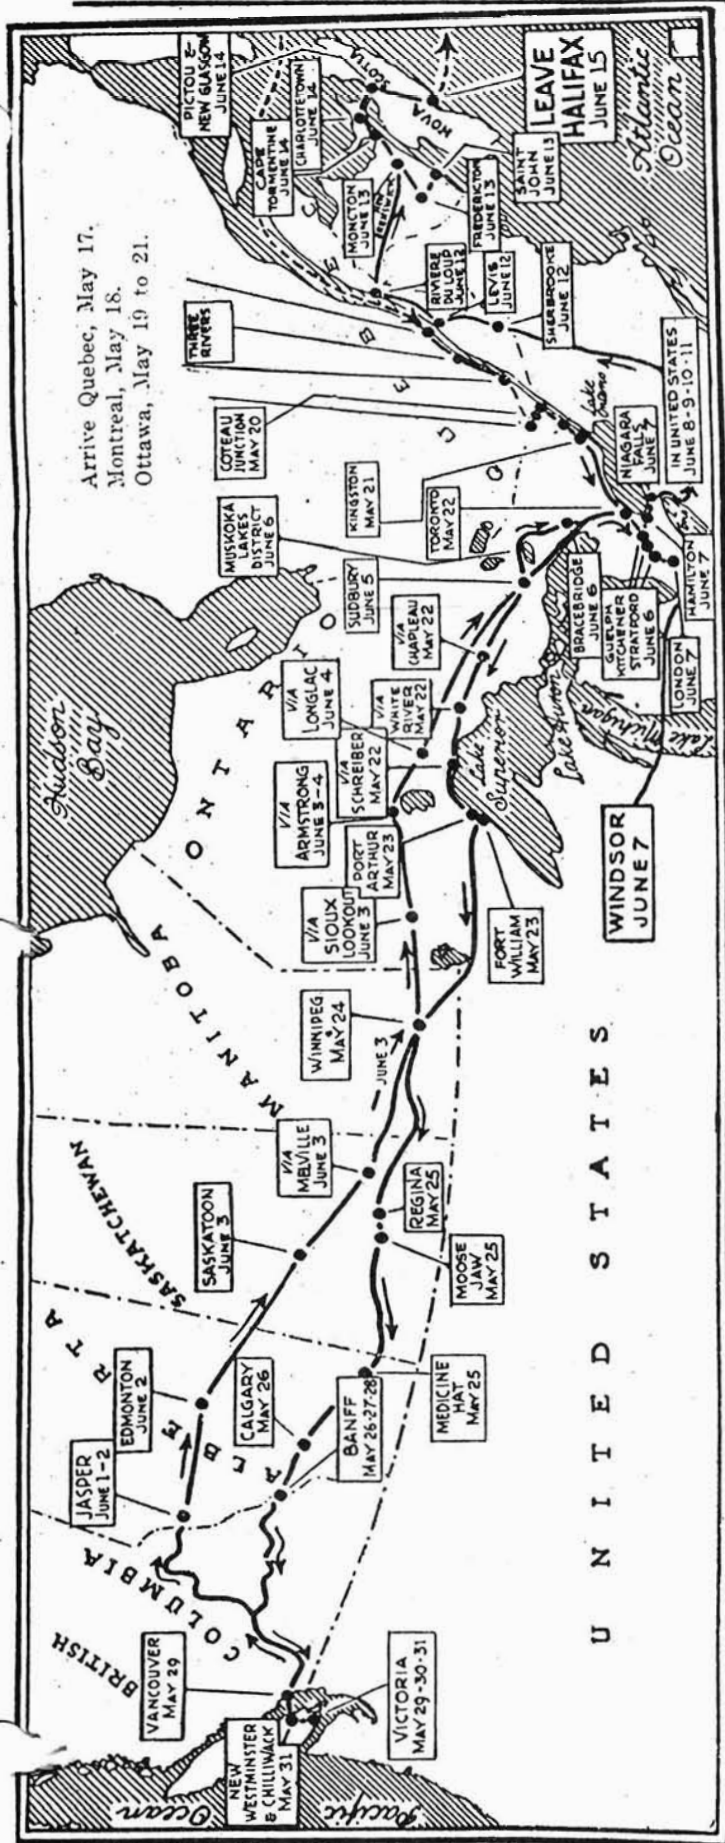 Arrive Quebec, May 17.
Montreal, May 18.
Ottawa, May 19 to 21.
Pacific
Ocean
BRITISH
COLUMBIA
ALBERTA
SASKATCHEWAN
MANITOBA
ONTARIO
QUEBEC
NOVA
SCOTIA
Hudson
Bay
Lake
Superior
Lake Huron
Lake
Michigan
Lake
Atlantic
Ocean
UNITED STATES
NEW
WESTMINSTER
& CHILLIWACK
MAY 31
VANCOUVER
MAY 29
VICTORIA
MAY 29-30-31
JASPER
JUNE 1-2
EDMONTON
JUNE 2
CALGARY
MAY 26
BANFF
MAY 26-27-28
MEDICINE
HAT
MAY 25
SASKATOON
JUNE 3
MOOSE
JAW
MAY 25
REGINA
MAY 25
VIA
MELVILLE
JUNE 3
JUNE 3
WINNIPEG
MAY 24
VIA
SIOUX
LOOKOUT
JUNE 3
FORT
WILLIAM
MAY 23
PORT
ARTHUR
MAY 23
VIA
ARMSTRONG
JUNE 3-4
VIA
SCHREIBER
MAY 22
VIA
LONGLAC
JUNE 4
VIA
WHITE
RIVER
MAY 22
VIA
CHAPLEAU
MAY 22
SUDBURY
JUNE 5
MUSKOKA
LAKES
DISTRICT
JUNE 6
WINDSOR
JUNE 7
LONDON
JUNE 7
GUELPH
KITCHENER
STRATFORD
JUNE 6
BRACEBRIDGE
JUNE 6
HAMILTON
JUNE 7
TORONTO
MAY 22
KINGSTON
MAY 21
NIAGARA
FALLS
JUNE 7
IN UNITED STATES
JUNE 8-9-10-11
COTEAU
JUNCTION
MAY 20
THREE
RIVERS
SHERBROOKE
JUNE 12
LEVIS
JUNE 12
RIVIERE
DU LOUP
JUNE 12
MONCTON
JUNE 13
FREDERICTON
JUNE 13
SAINT
JOHN
JUNE 13
CAPE
TORMENTINE
JUNE 14
CHARLOTTETOWN
JUNE 14
PICTOU &
NEW GLASGOW
JUNE 14
LEAVE
HALIFAX
JUNE 15